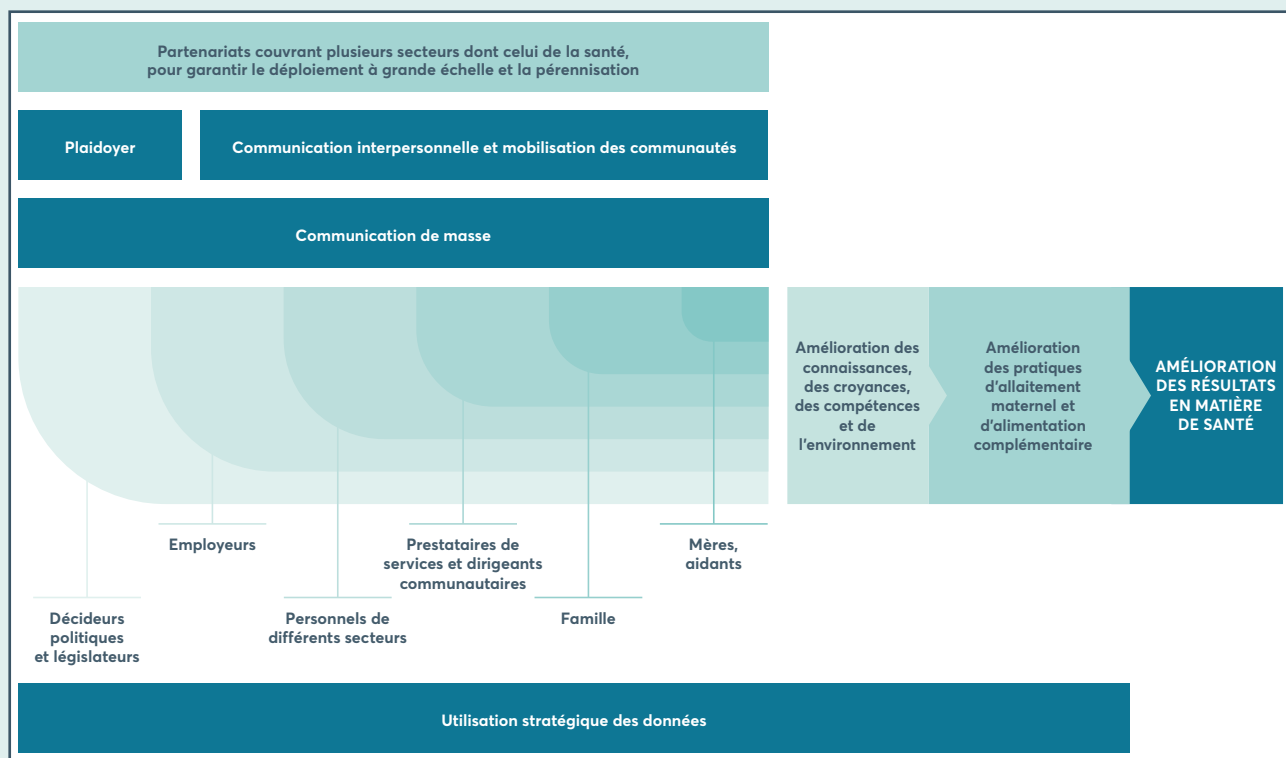 Partenariats couvrant plusieurs secteurs dont celui de la santé,
pour garantir le déploiement à grande échelle et la pérennisation
Plaidoyer
Communication interpersonnelle et mobilisation des communautés
Communication de masse
Amélioration des
connaissances,
des croyances,
des compétences
et de
l'environnement
Amélioration
des pratiques
d'allaitement
maternel et
d'alimentation
complémentaire
AMÉLIORATION
DES RÉSULTATS
EN MATIÈRE
DE SANTÉ
Employeurs
Prestataires de
services et dirigeants
communautaires
Mères,
aidants
Décideurs
politiques
et législateurs
Personnels de
différents secteurs
Famille
Utilisation stratégique des données